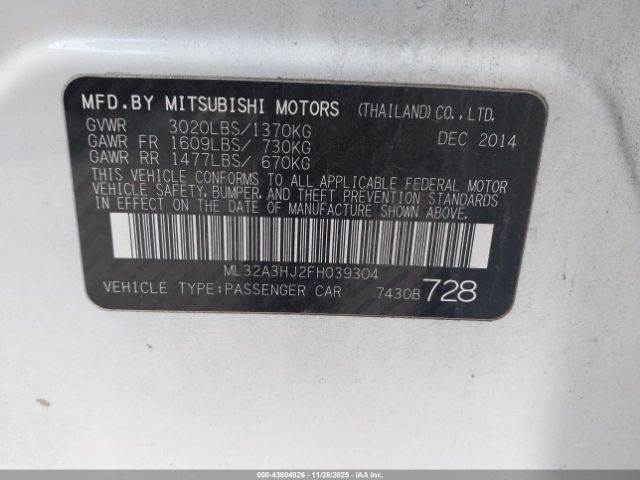 MFD.BY MITSUBISHI MOTORS (THAILAND)CO.,LTD.
GVWR 3020LBS/1370KG DEC 2014
GAWR FR 1609LBS/ 730KG
GAWR RR 1477LBS/ 670KG
THIS VEHICLE CONFORMS TO ALL APPLICABLE FEDERAL MOTOR
VEHICLE SAFETY, BUMPER, AND THEFT PREVENTION STANDARDS
IN EFFECT ON THE DATE OF MANUFACTURE SHOWN ABOVE.
ML32A3HJ2FH039304
VEHICLE TYPE:PASSENGER CAR 7430B 728
000-43804826 - 11/28/2025 - IAAI.CA